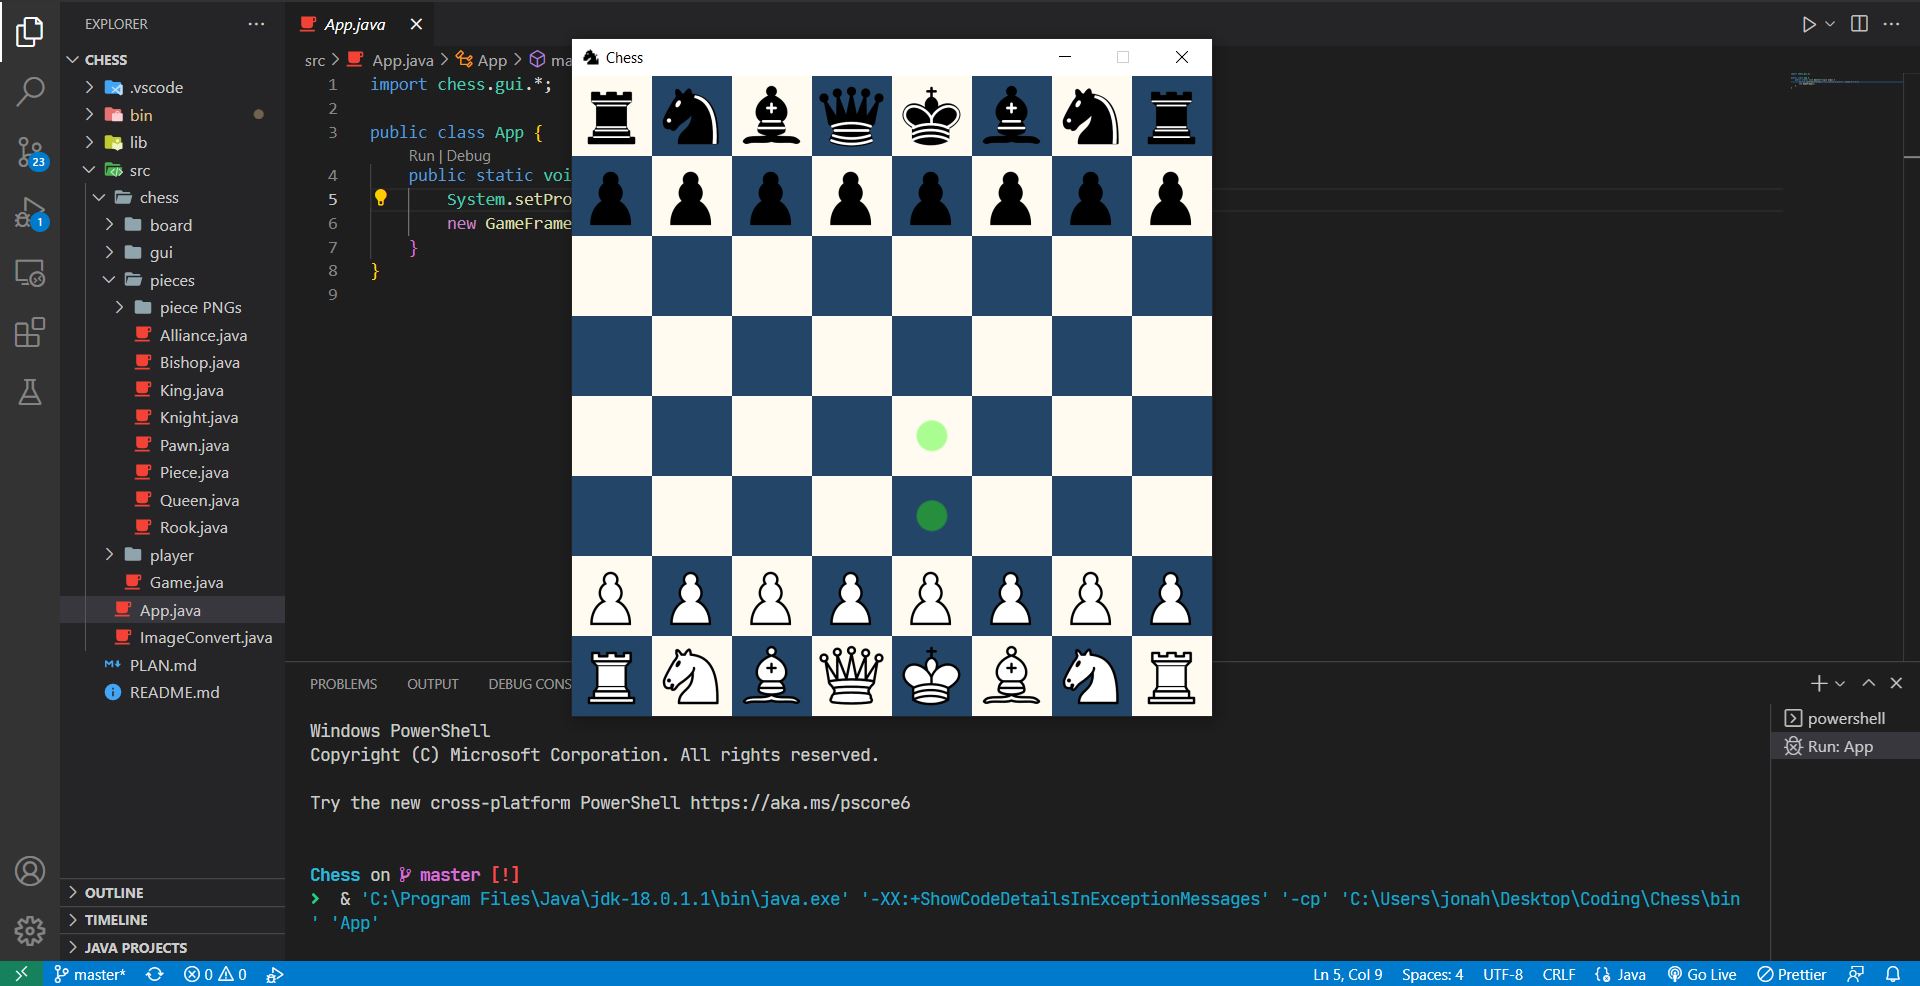 EXPLORER
CHESS
.vscode
bin
lib
src
chess
board
gui
pieces
piece PNGs
Alliance.java
Bishop.java
King.java
Knight.java
Pawn.java
Piece.java
Queen.java
Rook.java
player
Game.java
App.java
ImageConvert.java
PLAN.md
README.md
OUTLINE
TIMELINE
JAVA PROJECTS
23
1
App.java
src > App.java > App > ma
1 import chess.gui.*;
2
3 public class App {
Run | Debug
4 public static voi
5 System.setPro
6 new GameFrame
7 }
8 }
9
Chess
PROBLEMS OUTPUT DEBUG CONS
Windows PowerShell
Copyright (C) Microsoft Corporation. All rights reserved.
Try the new cross-platform PowerShell https://aka.ms/pscore6
Chess on master [!]
> & 'C:\Program Files\Java\jdk-18.0.1.1\bin\java.exe' '-XX:+ShowCodeDetailsInExceptionMessages' '-cp' 'C:\Users\jonah\Desktop\Coding\Chess\bin
' 'App'
powershell
Run: App
master* 0 0 Ln 5, Col 9 Spaces: 4 UTF-8 CRLF Java Go Live Prettier